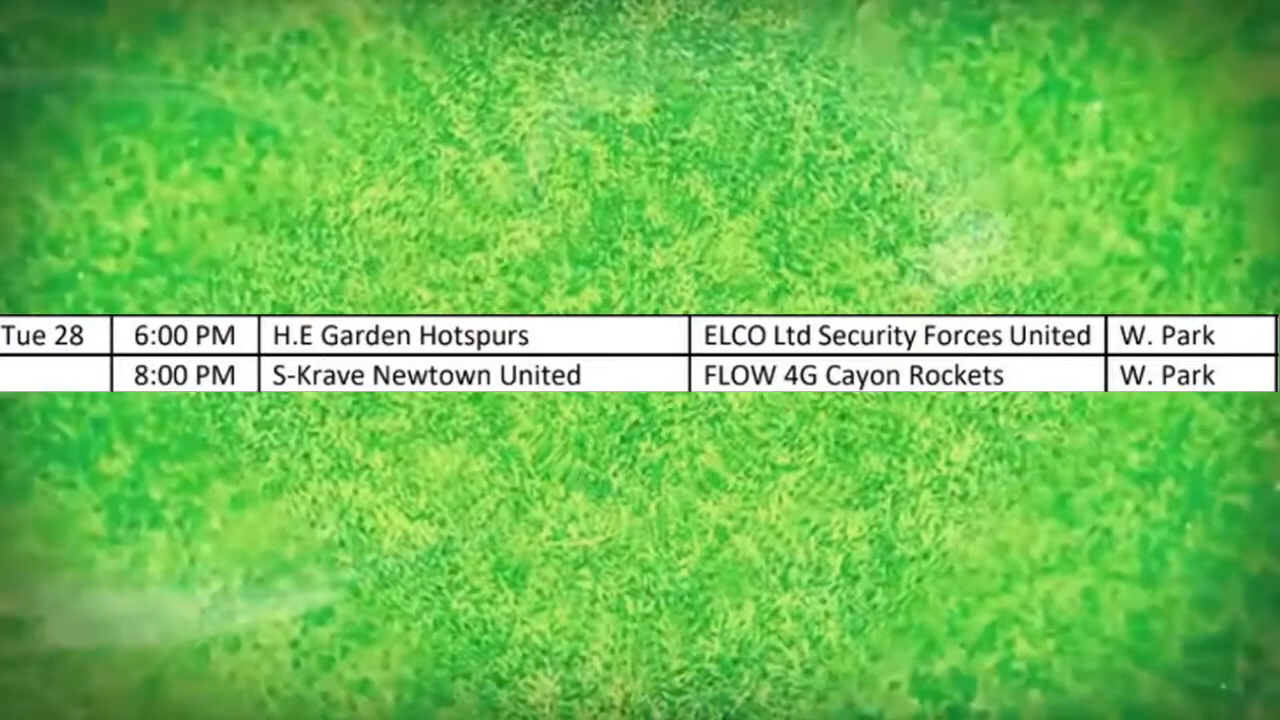 Tue 28 6:00 PM H.E Garden Hotspurs ELCO Ltd Security Forces United W. Park
8:00 PM S-Krave Newtown United FLOW 4G Cayon Rockets W. Park